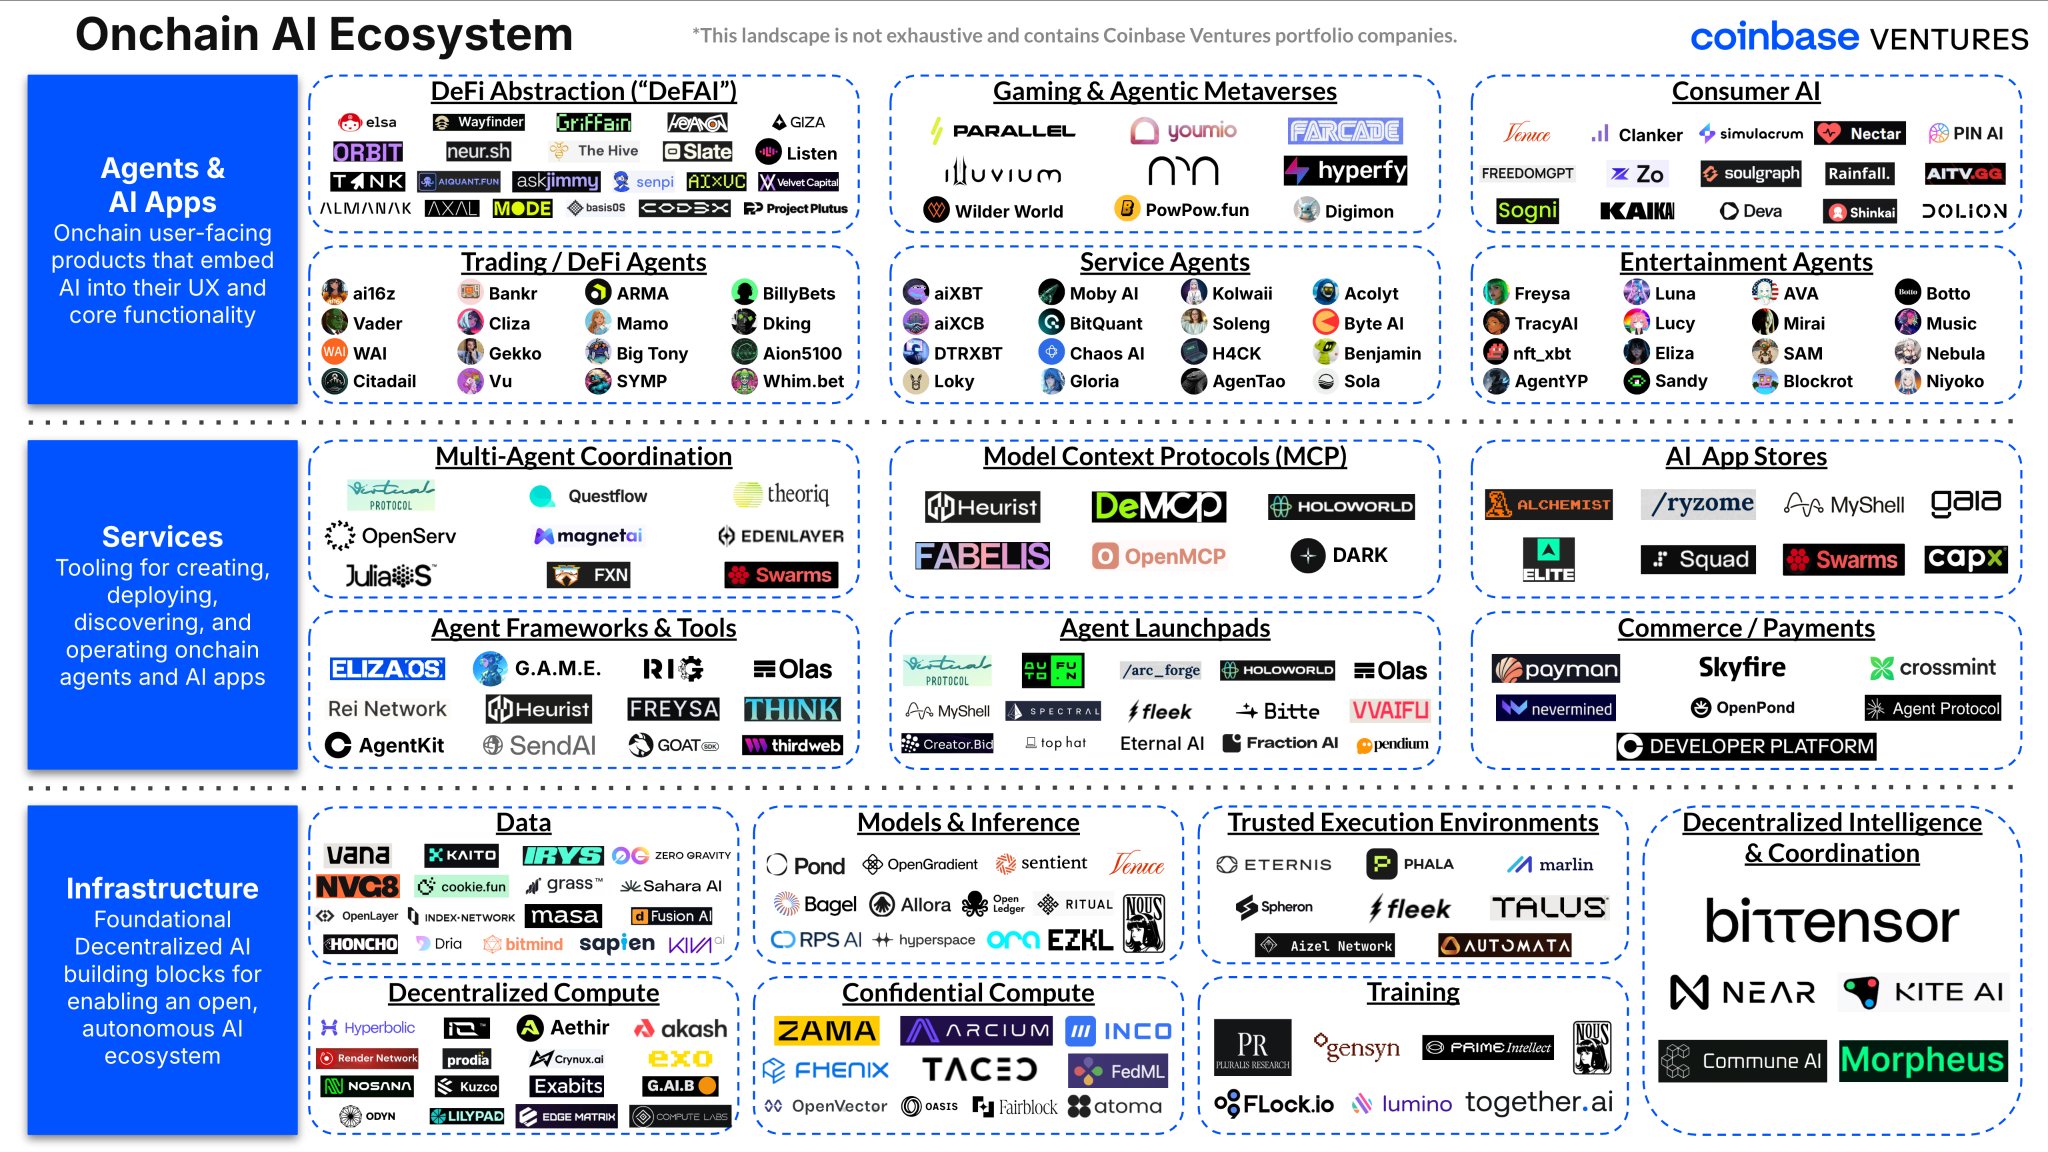 Onchain AI Ecosystem
*This landscape is not exhaustive and contains Coinbase Ventures portfolio companies.
coinbase VENTURES
Agents &
AI Apps
Onchain user-facing
products that embed
AI into their UX and
core functionality
DeFi Abstraction (“DeFAI”)
elsa Wayfinder GRiFFain HeyAnon GIZA
ORBIT neur.sh The Hive Slate Listen
TANK AIQUANT.FUN askjimmy senpi AIXVC Velvet Capital
ALMANAK AXAL MODE basisOS CODEX Project Plutus
Gaming & Agentic Metaverses
PARALLEL youmio FARCADE
ILLUVIUM hyperfy
Wilder World PowPow.fun Digimon
Consumer AI
Venice Clanker simulacrum Nectar PIN AI
FREEDOMGPT Zo soulgraph Rainfall. AITV.GG
Sogni KAIKAI Deva Shinkai DOLION
Trading / DeFi Agents
ai16z Bankr ARMA BillyBets
Vader Cliza Mamo Dking
WAI WAI Gekko Big Tony Aion5100
Citadail Vu SYMP Whim.bet
Service Agents
aiXBT Moby AI Kolwaii Acolyt
aiXCB BitQuant Soleng Byte AI
DTRXBT Chaos AI H4CK Benjamin
Loky Gloria AgenTao Sola
Entertainment Agents
Freysa Luna AVA Botto Botto
TracyAI Lucy Mirai Music
nft_xbt Eliza SAM Nebula
AgentYP Sandy Blockrot Niyoko
Services
Tooling for creating,
deploying,
discovering, and
operating onchain
agents and AI apps
Multi-Agent Coordination
Virtuals PROTOCOL Questflow theoriq
OpenServ magnetai EDENLAYER
JuliaOS™ FXN Swarms
Model Context Protocols (MCP)
Heurist DeMCP HOLOWORLD
FABELIS OpenMCP DARK
AI App Stores
ALCHEMIST /ryzome MyShell gaia
ELITE Squad Swarms capx
Agent Frameworks & Tools
ELIZA.OS. G.A.M.E. RIG Olas
Rei Network Heurist FREYSA THINK
AgentKit SendAI GOAT SDK thirdweb
Agent Launchpads
Virtuals PROTOCOL AUTO FU.N /arc_forge HOLOWORLD Olas
MyShell SPECTRAL fleek Bitte VVAIFU
Creator.Bid top hat Eternal AI Fraction AI pendium
Commerce / Payments
payman Skyfire crossmint
nevermined OpenPond Agent Protocol
DEVELOPER PLATFORM
Infrastructure
Foundational
Decentralized AI
building blocks for
enabling an open,
autonomous AI
ecosystem
Data
vana KAITO IRYS ZERO GRAVITY
NVG8 cookie.fun grass™ Sahara AI
OpenLayer INDEX·NETWORK masa Fusion AI
HONCHO Dria bitmind sapien KIVA ai
Models & Inference
Pond OpenGradient sentient Venice
Bagel Allora Open Ledger RITUAL NOUS
RPS AI hyperspace ora EZKL
Trusted Execution Environments
ETERNIS PHALA marlin
Spheron fleek TALUS
Aizel Network AUTOMATA
Decentralized Intelligence
& Coordination
bittensor
NEAR KITE AI
Commune AI Morpheus
Decentralized Compute
Hyperbolic Aethir akash
Render Network prodia Crynux.ai exo
NOSANA Kuzco Exabits G.AI.B
ODYN LILYPAD EDGE MATRIX COMPUTE LABS
Confidential Compute
ZAMA ARCIUM INCO
FHENIX TACEO FedML
OpenVector OASIS Fairblock atoma
Training
PR PLURALIS RESEARCH gensyn PRIME Intellect NOUS
FLock.io lumino together.ai